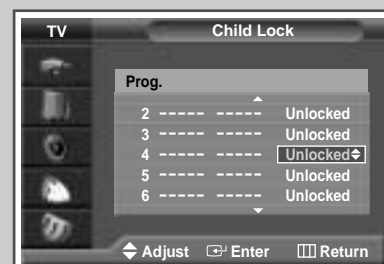 TV Child Lock
Prog.
2 ----- ----- Unlocked
3 ----- ----- Unlocked
4 ----- ----- Unlocked
5 ----- ----- Unlocked
6 ----- ----- Unlocked
Adjust Enter Return